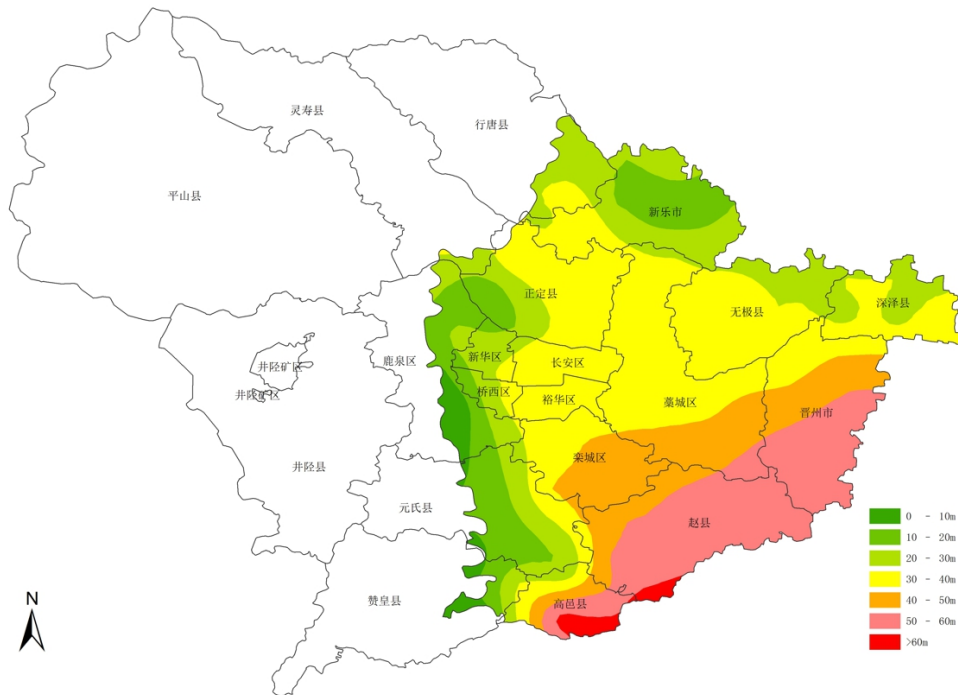 灵寿县
行唐县
平山县
新乐市
正定县
无极县
深泽县
新华区
长安区
鹿泉区
井陉矿区
桥西区
井陉矿区
裕华区
藁城区
晋州市
栾城区
井陉县
元氏县
赵县
赞皇县
高邑县
N
0 - 10m
10 - 20m
20 - 30m
30 - 40m
40 - 50m
50 - 60m
>60m